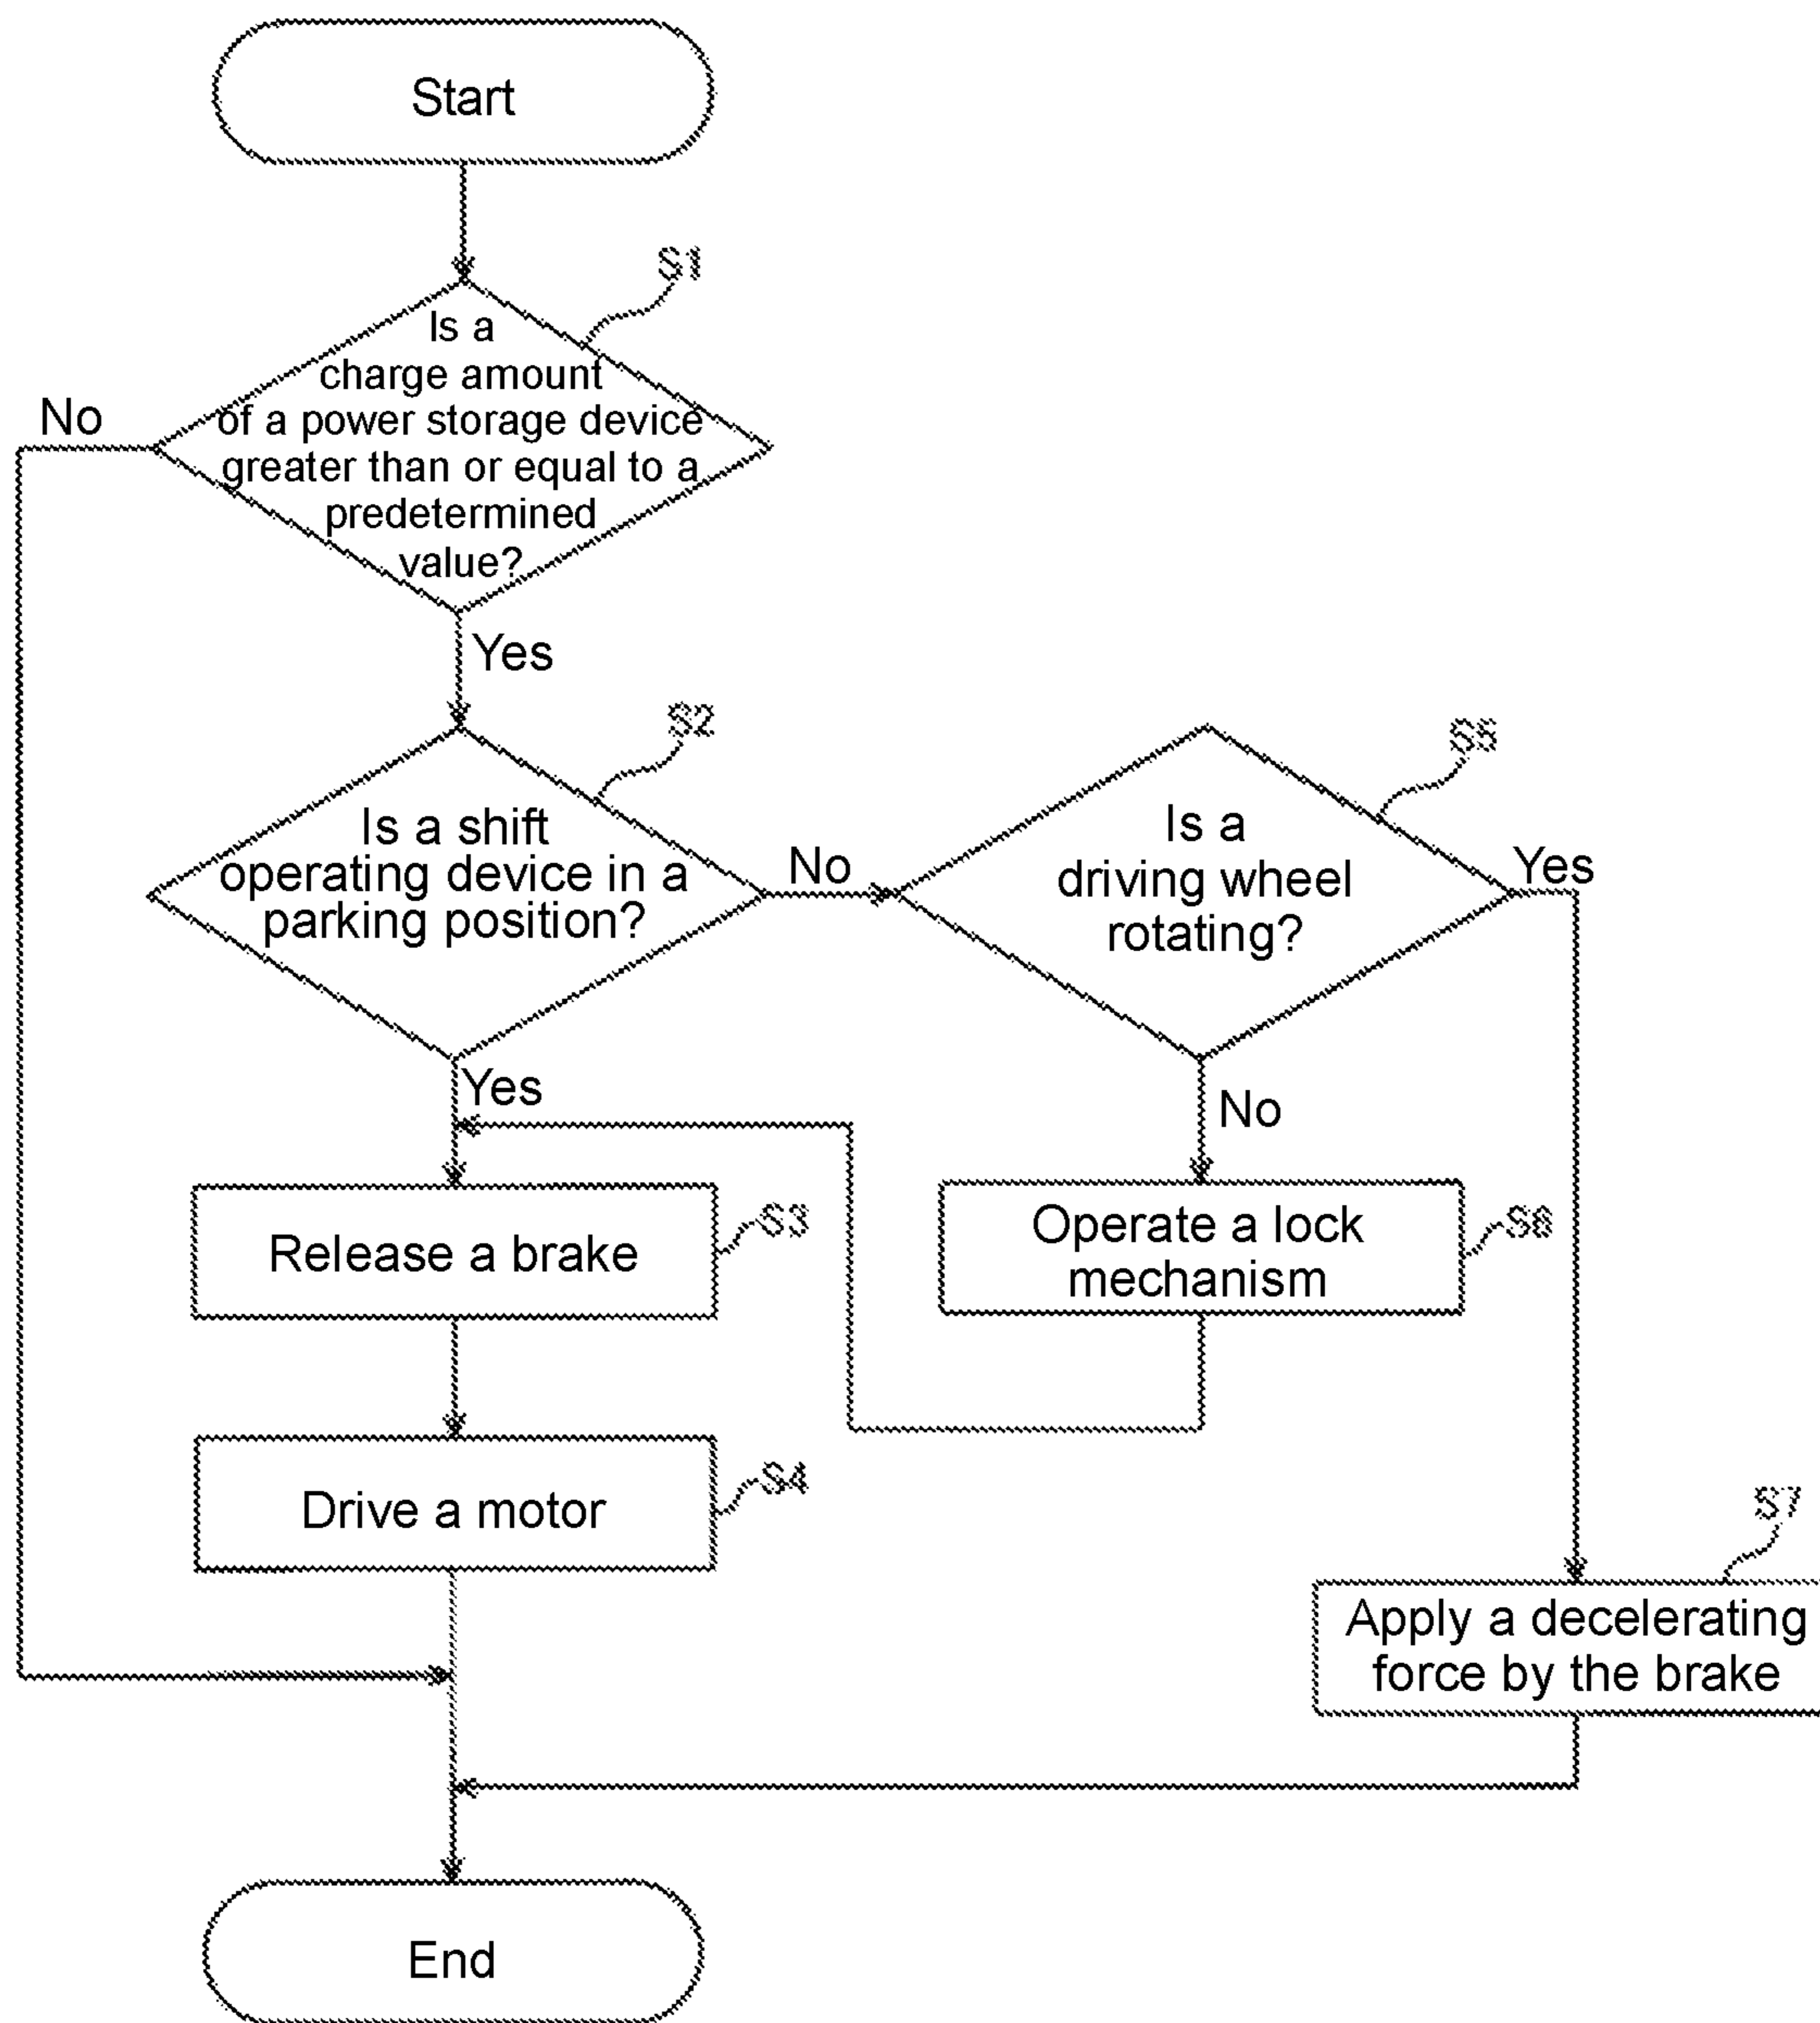 Start
S1
Is a
charge amount
of a power storage device
greater than or equal to a
predetermined
value?
No
Yes
S2
Is a shift
operating device in a
parking position?
No
S5
Is a
driving wheel
rotating?
Yes
Yes
No
Release a brake
S3
Operate a lock
mechanism
S6
Drive a motor
S4
S7
Apply a decelerating
force by the brake
End